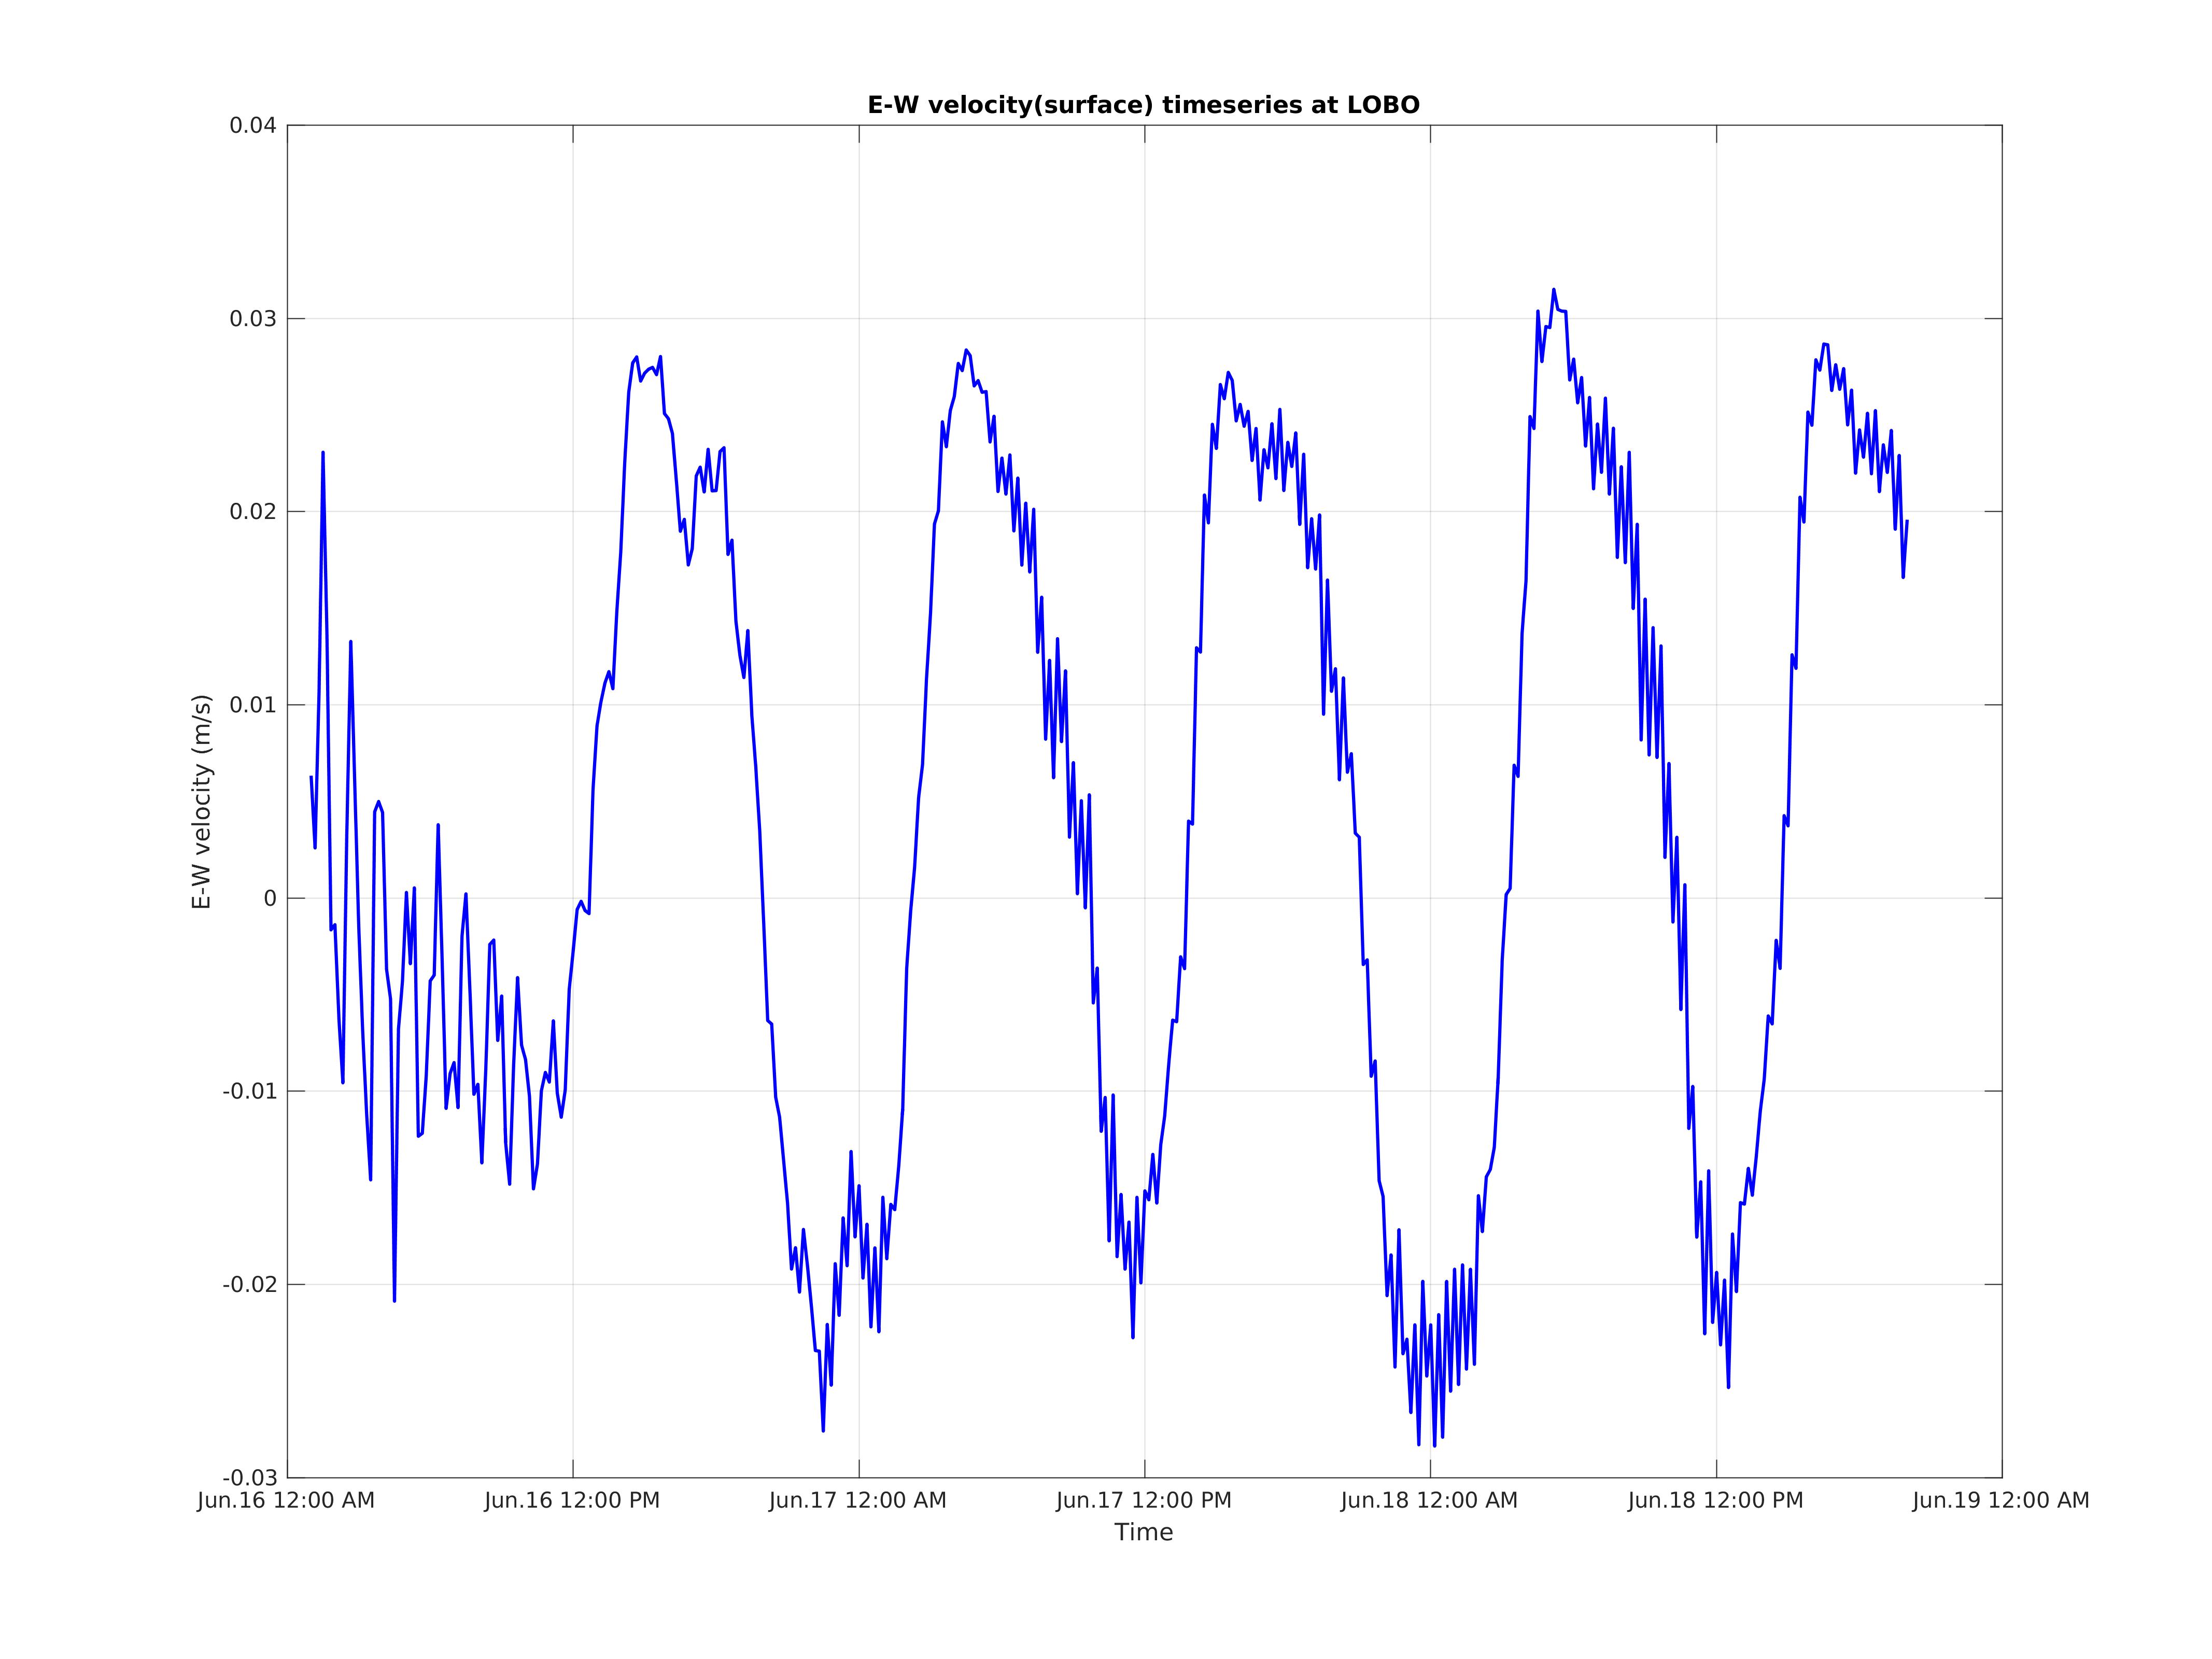 E-W velocity(surface) timeseries at LOBO
0.04
0.03
0.02
0.01
0
-0.01
-0.02
-0.03
E-W velocity (m/s)
Jun.16 12:00 AM
Jun.16 12:00 PM
Jun.17 12:00 AM
Jun.17 12:00 PM
Jun.18 12:00 AM
Jun.18 12:00 PM
Jun.19 12:00 AM
Time